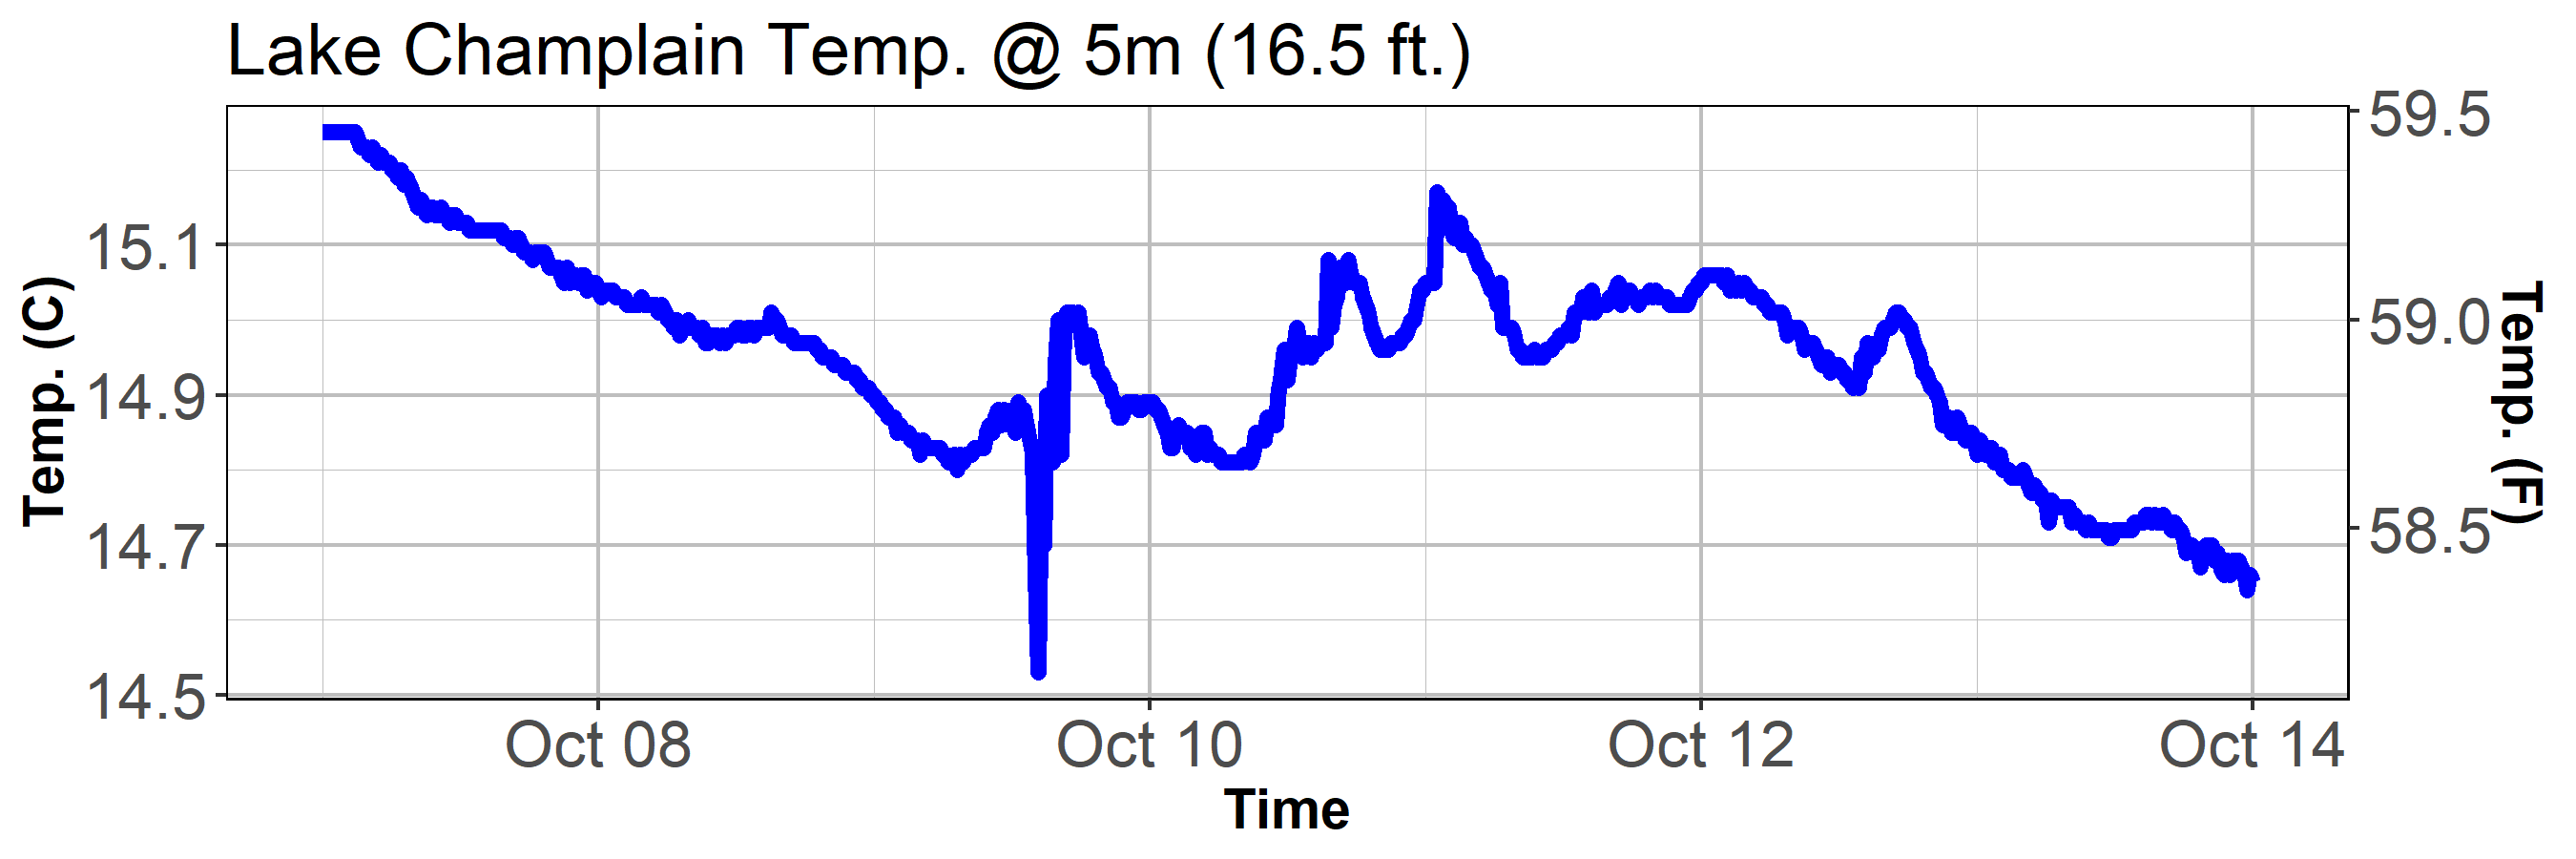 Lake Champlain Temp. @ 5m (16.5 ft.)
Temp. (C)
15.1
14.9
14.7
14.5
59.5
59.0
58.5
Temp. (F)
Oct 08 Oct 10 Oct 12 Oct 14
Time